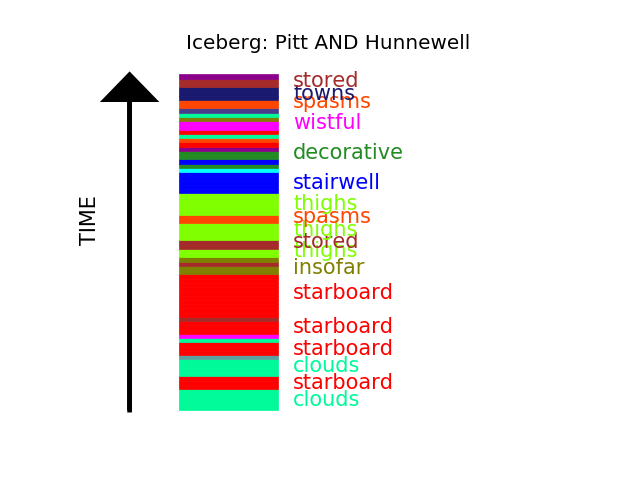 Iceberg: Pitt AND Hunnewell
TIME
stored
towns
spasms
wistful
decorative
stairwell
thighs
spasms
thighs
stored
thighs
insofar
starboard
starboard
starboard
clouds
starboard
clouds